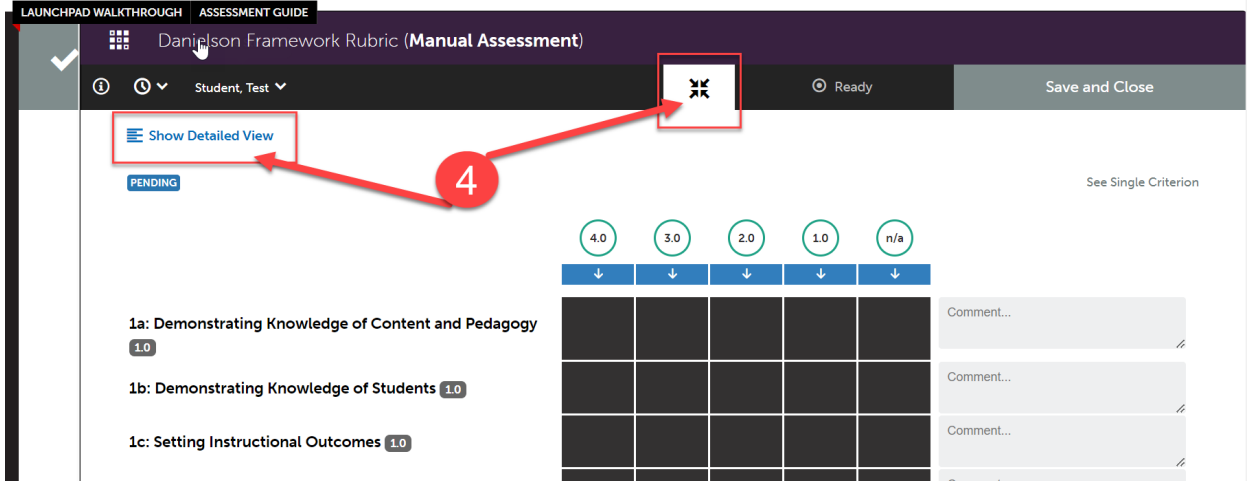 LAUNCHPAD WALKTHROUGH ASSESSMENT GUIDE
Danielson Framework Rubric (Manual Assessment)
Student, Test Ready Save and Close
Show Detailed View
4
PENDING See Single Criterion
4.0 3.0 2.0 1.0 n/a
1a: Demonstrating Knowledge of Content and Pedagogy Comment...
1.0
1b: Demonstrating Knowledge of Students 1.0 Comment...
1c: Setting Instructional Outcomes 1.0 Comment...